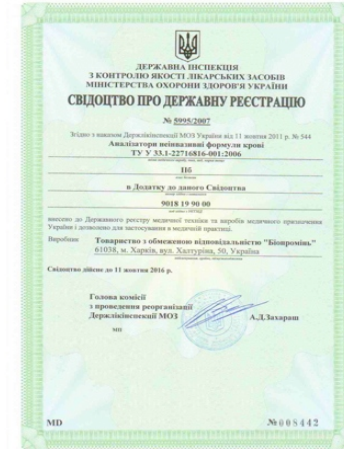 ДЕРЖАВНА ІНСПЕКЦІЯ
З КОНТРОЛЮ ЯКОСТІ ЛІКАРСЬКИХ ЗАСОБІВ
МІНІСТЕРСТВА ОХОРОНИ ЗДОРОВ'Я УКРАЇНИ
СВІДОЦТВО ПРО ДЕРЖАВНУ РЕЄСТРАЦІЮ
№ 5995/2007
Згідно з наказом Держлікінспекції МОЗ України від 11 жовтня 2011 р. № 544
Аналізатори неінвазивні формули крові
ТУ У 33.1-22716816-001:2006
ІІб
в Додатку до даного Свідоцтва
9018 19 90 00
внесено до Державного реєстру медичної техніки та виробів медичного призначення
України і дозволено для застосування в медичній практиці.
Виробник Товариство з обмеженою відповідальністю "Біопромінь"
61038, м. Харків, вул. Халтуріна, 50, Україна
Свідоцтво дійсне до 11 жовтня 2016 р.
Голова комісії
з проведення реорганізації
Держлікінспекції МОЗ А.Д.Захараш
МП
MD №008442